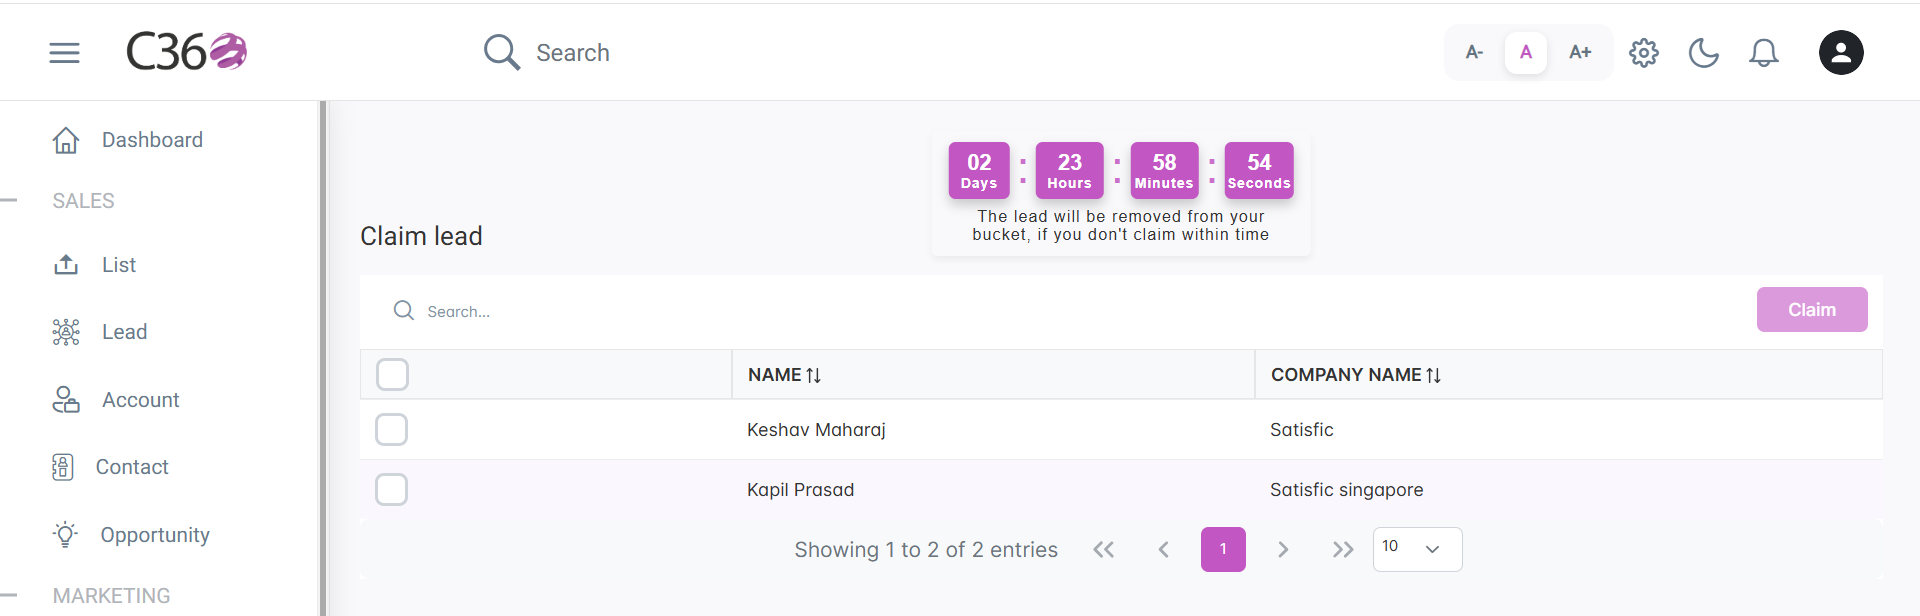 C360
Search
A- A A+
Dashboard
SALES
List
Lead
Account
Contact
Opportunity
MARKETING
02 : 23 : 58 : 54
Days Hours Minutes Seconds
The lead will be removed from your
bucket, if you don't claim within time
Claim lead
Search...
Claim
NAME COMPANY NAME
Keshav Maharaj Satisfic
Kapil Prasad Satisfic singapore
Showing 1 to 2 of 2 entries 1 10